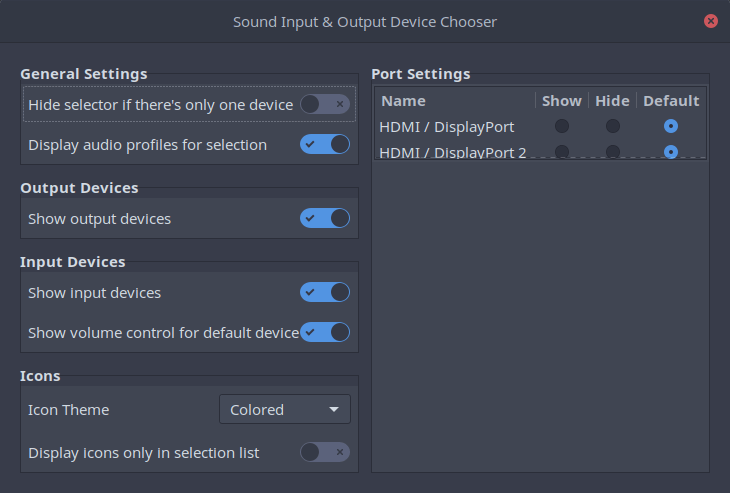 Sound Input & Output Device Chooser
General Settings
Hide selector if there's only one device
Display audio profiles for selection
Output Devices
Show output devices
Input Devices
Show input devices
Show volume control for default device
Icons
Icon Theme
Colored
Display icons only in selection list
Port Settings
Name Show Hide Default
HDMI / DisplayPort
HDMI / DisplayPort 2